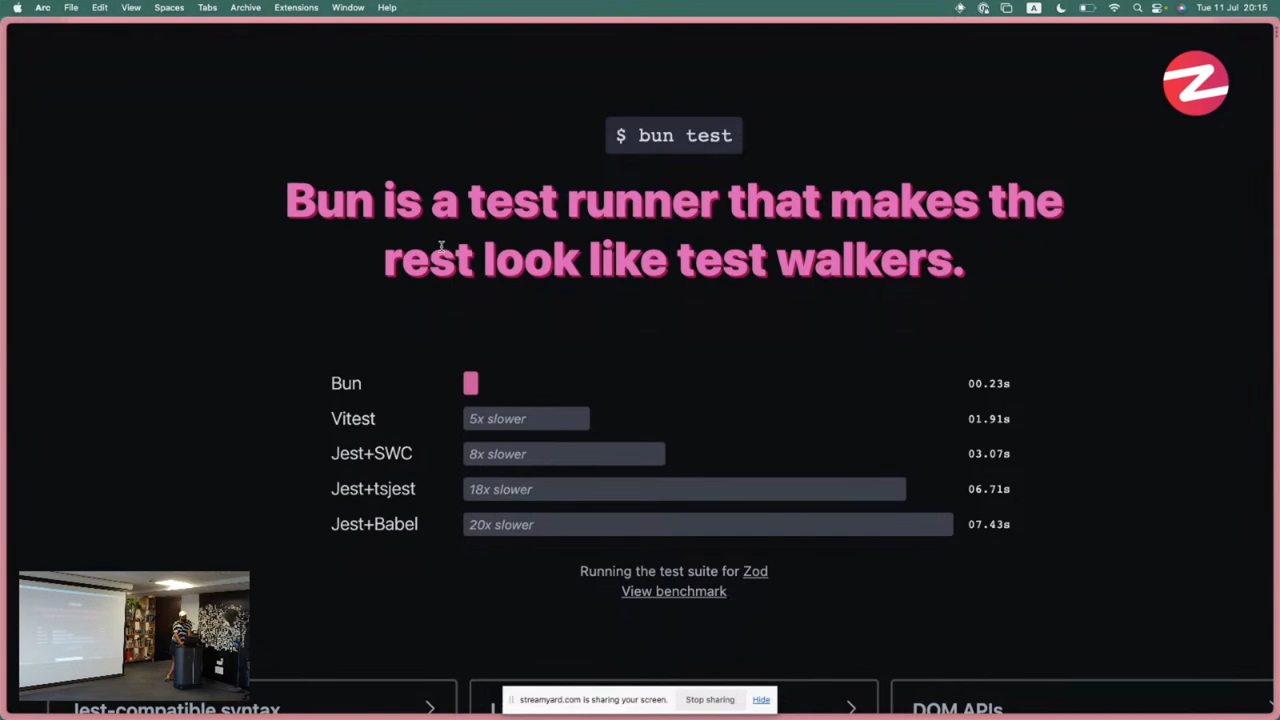 Arc File Edit View Spaces Tabs Archive Extensions Window Help
A Tue 11 Jul 20:15
Z
$ bun test
Bun is a test runner that makes the
rest look like test walkers.
Bun 00.23s
Vitest 5x slower 01.91s
Jest+SWC 8x slower 03.07s
Jest+tsjest 18x slower 06.71s
Jest+Babel 20x slower 07.43s
Running the test suite for Zod
View benchmark
streamyard.com is sharing your screen. Stop sharing Hide
Jest-compatible syntax
DOM APIs